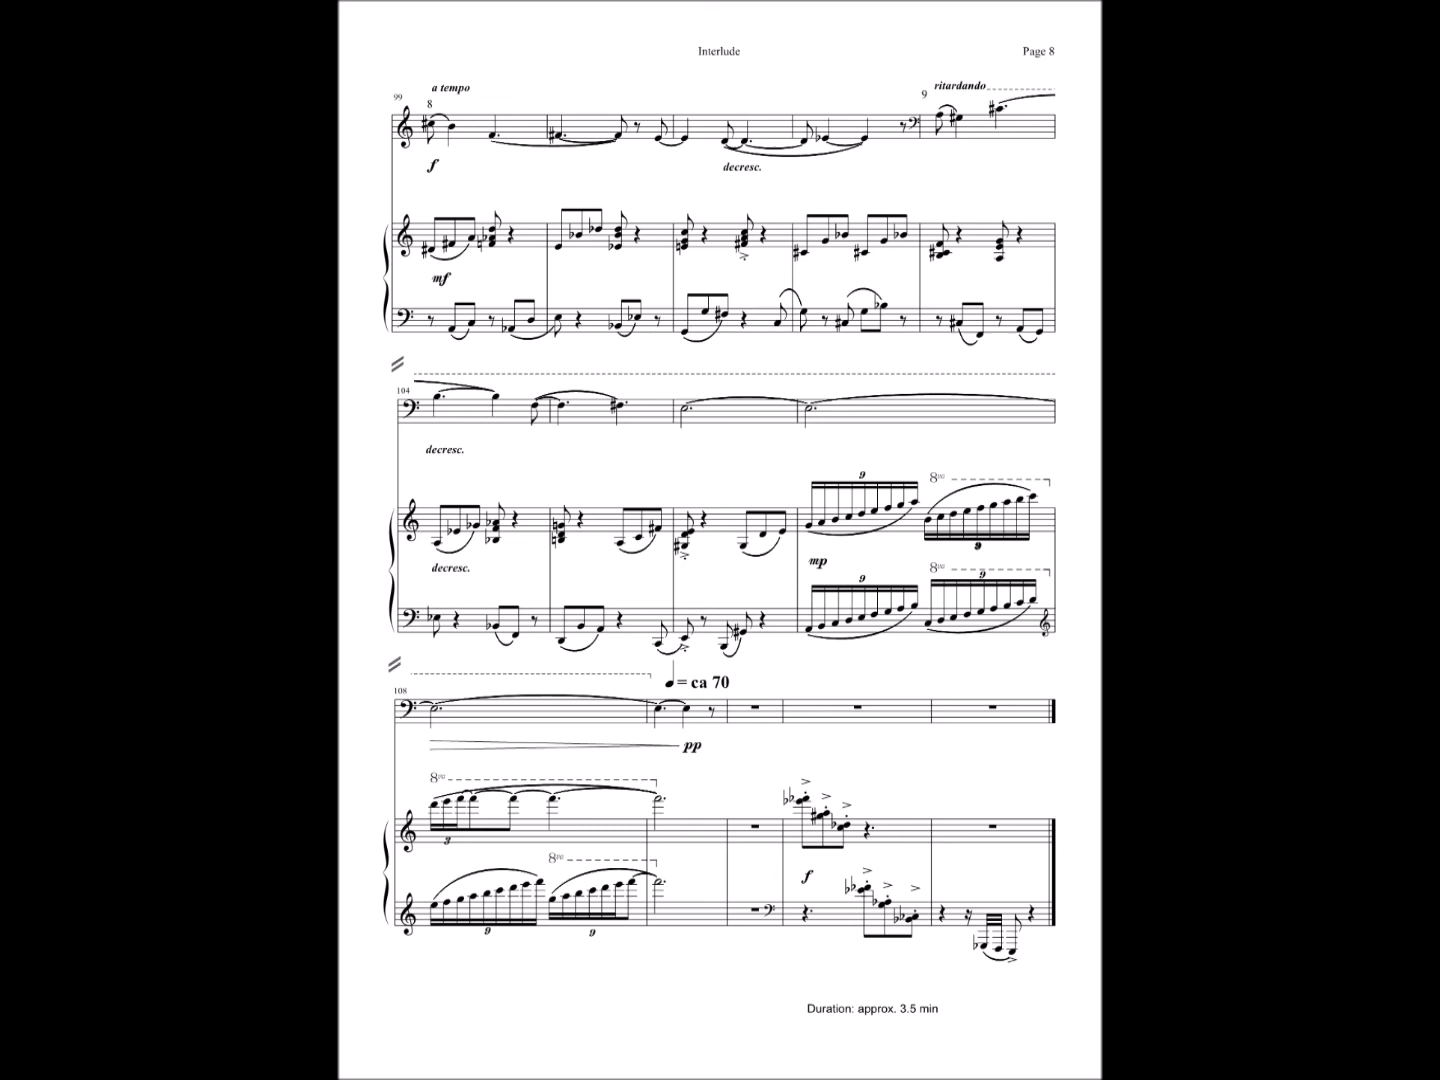 Interlude
Page 8
a tempo
ritardando
99
8
9
f
decresc.
mf
104
decresc.
9
8va
decresc.
mp
8va
9
9
9
= ca 70
108
pp
8va
3
8va
f
9
9
Duration: approx. 3.5 min